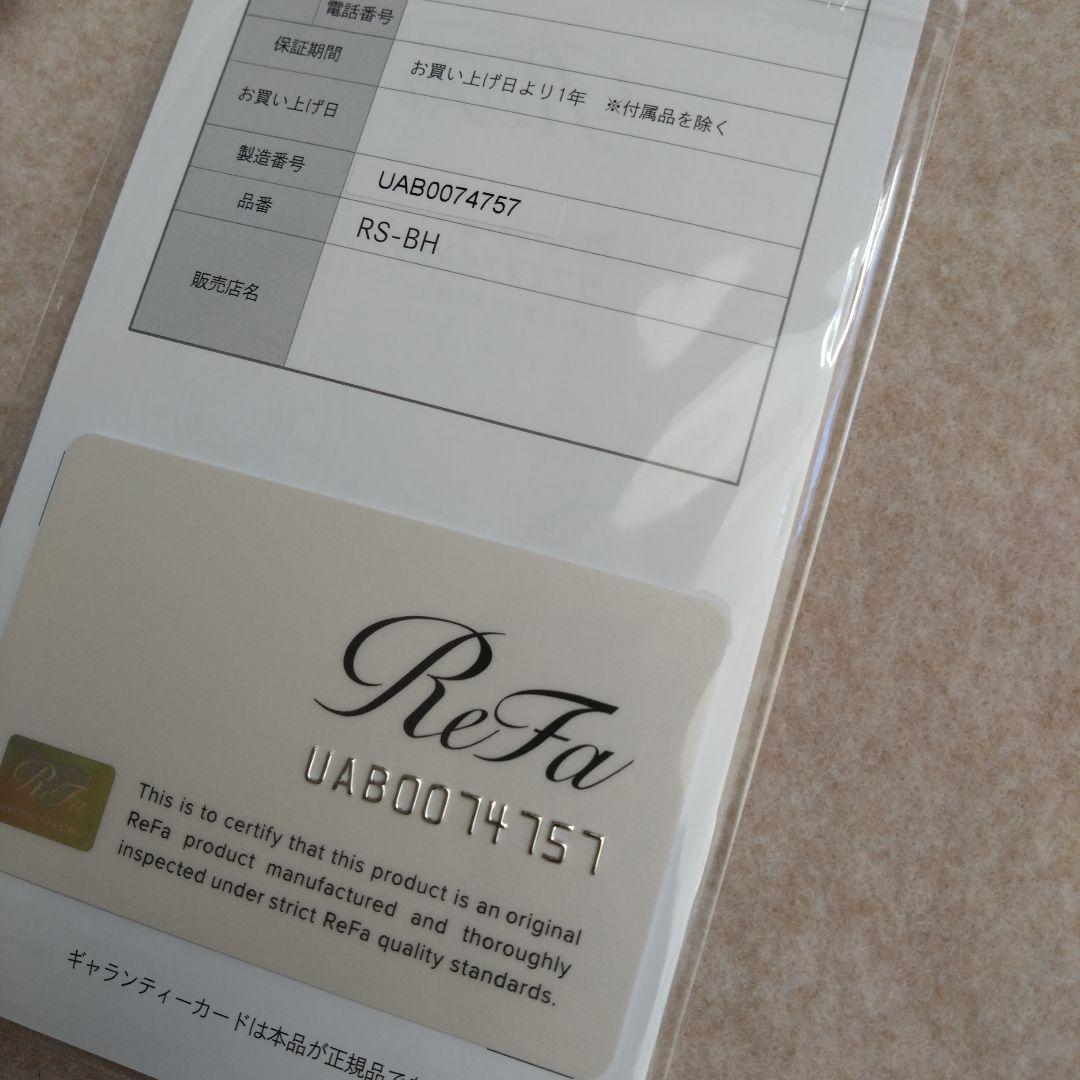 電話番号
保証期間
お買い上げ日より1年 ※付属品を除く
お買い上げ日
製造番号
UAB0074757
品番
RS-BH
販売店名
ReFa
UAB0074757
ReFa
This is to certify that this product is an original
ReFa product manufactured and thoroughly
inspected under strict ReFa quality standards.
ギャランティーカードは本品が正規品で